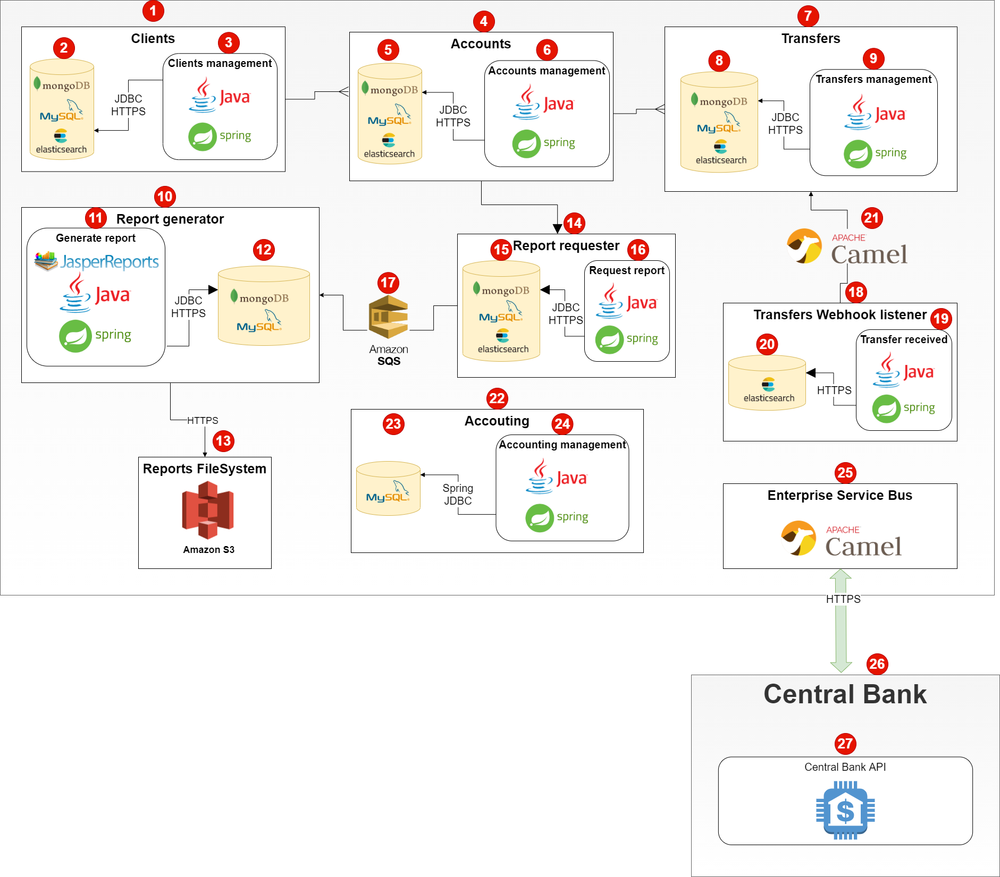 1
Clients
2
mongoDB
MySQL
elasticsearch
JDBC
HTTPS
3
Clients management
Java
spring
4
Accounts
5
mongoDB
MySQL
elasticsearch
JDBC
HTTPS
6
Accounts management
Java
spring
7
Transfers
8
mongoDB
MySQL
elasticsearch
JDBC
HTTPS
9
Transfers management
Java
spring
10
Report generator
11
Generate report
JasperReports
Java
spring
JDBC
HTTPS
12
mongoDB
MySQL
17
Amazon
SQS
14
Report requester
15
mongoDB
MySQL
elasticsearch
JDBC
HTTPS
16
Request report
Java
spring
21
APACHE
Camel
18
Transfers Webhook listener
19
Transfer received
Java
spring
20
elasticsearch
HTTPS
HTTPS
13
Reports FileSystem
Amazon S3
22
Accouting
23
MySQL
Spring
JDBC
24
Accounting management
Java
spring
25
Enterprise Service Bus
APACHE
Camel
HTTPS
26
Central Bank
27
Central Bank API
$